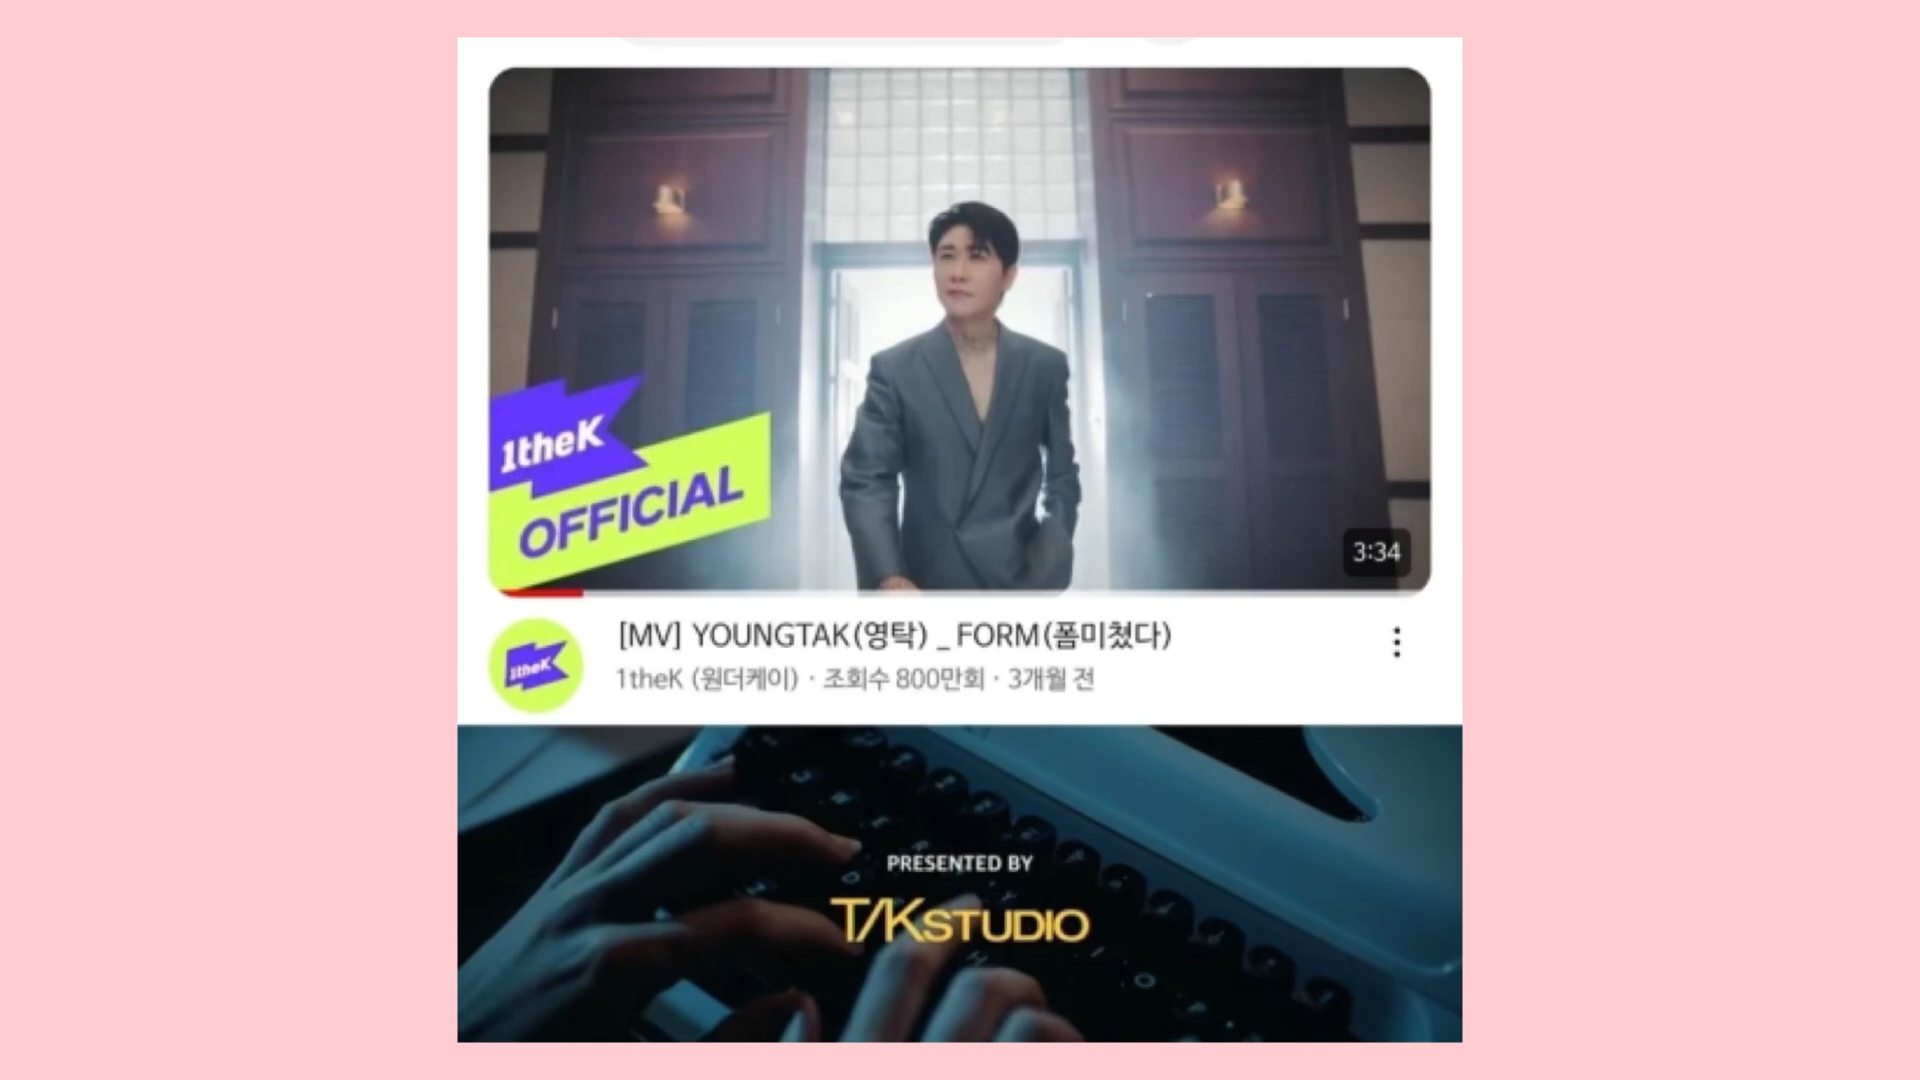 1theK
OFFICIAL
3:34
1theK
[MV] YOUNGTAK(영탁) _ FORM(폼미쳤다)
1theK (원더케이) · 조회수 800만회 · 3개월 전
PRESENTED BY
T/KSTUDIO